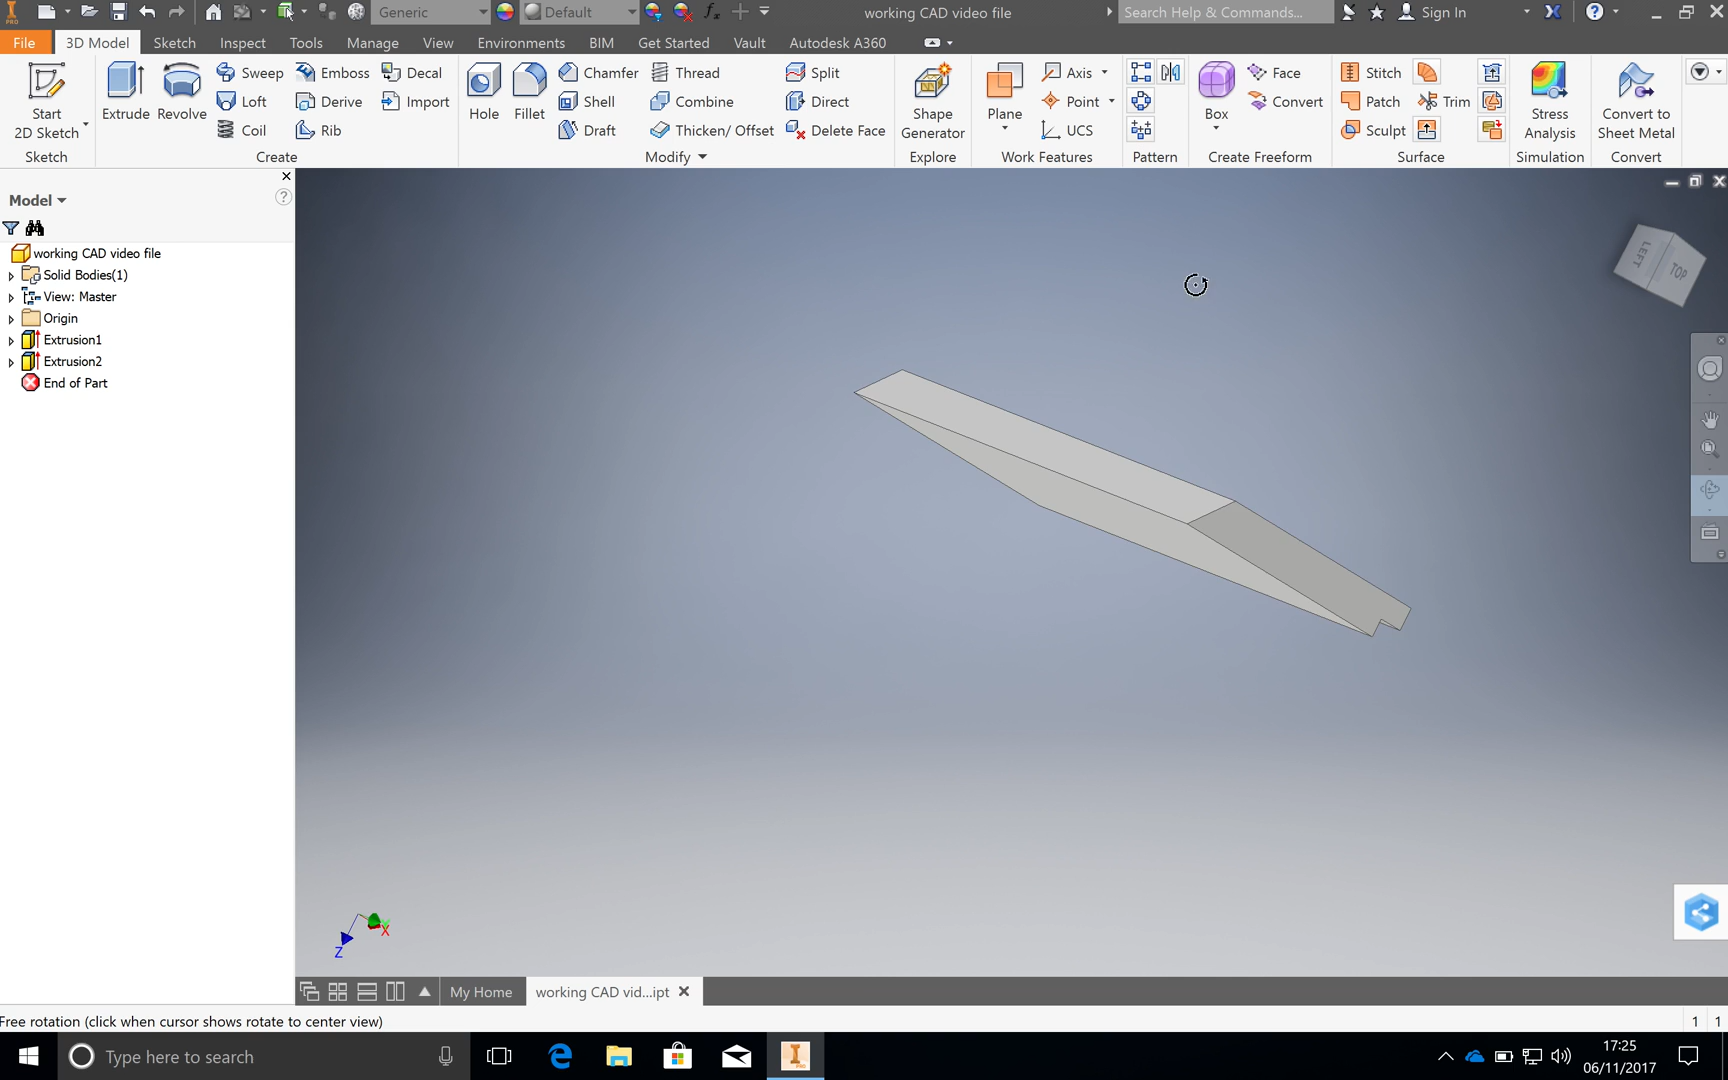 PRO
Generic
Default
working CAD video file
Search Help & Commands...
Sign In
File
3D Model
Sketch
Inspect
Tools
Manage
View
Environments
BIM
Get Started
Vault
Autodesk A360
Start
2D Sketch
Sketch
Extrude
Revolve
Sweep
Loft
Coil
Emboss
Derive
Rib
Decal
Import
Create
Hole
Fillet
Chamfer
Shell
Draft
Thread
Combine
Thicken/ Offset
Split
Direct
Delete Face
Modify
Shape
Generator
Explore
Plane
Axis
Point
UCS
Work Features
Pattern
Box
Face
Convert
Create Freeform
Stitch
Patch
Sculpt
Trim
Surface
Stress
Analysis
Simulation
Convert to
Sheet Metal
Convert
Model
working CAD video file
Solid Bodies(1)
View: Master
Origin
Extrusion1
Extrusion2
End of Part
LEFT
TOP
X
Z
My Home
working CAD vid...ipt
Free rotation (click when cursor shows rotate to center view)
1 1
Type here to search
17:25
06/11/2017